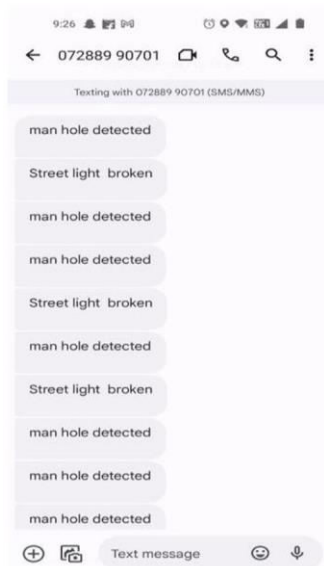 9:26
072889 90701
Texting with 072889 90701 (SMS/MMS)
man hole detected
Street light broken
man hole detected
man hole detected
Street light broken
man hole detected
Street light broken
man hole detected
man hole detected
man hole detected
Text message